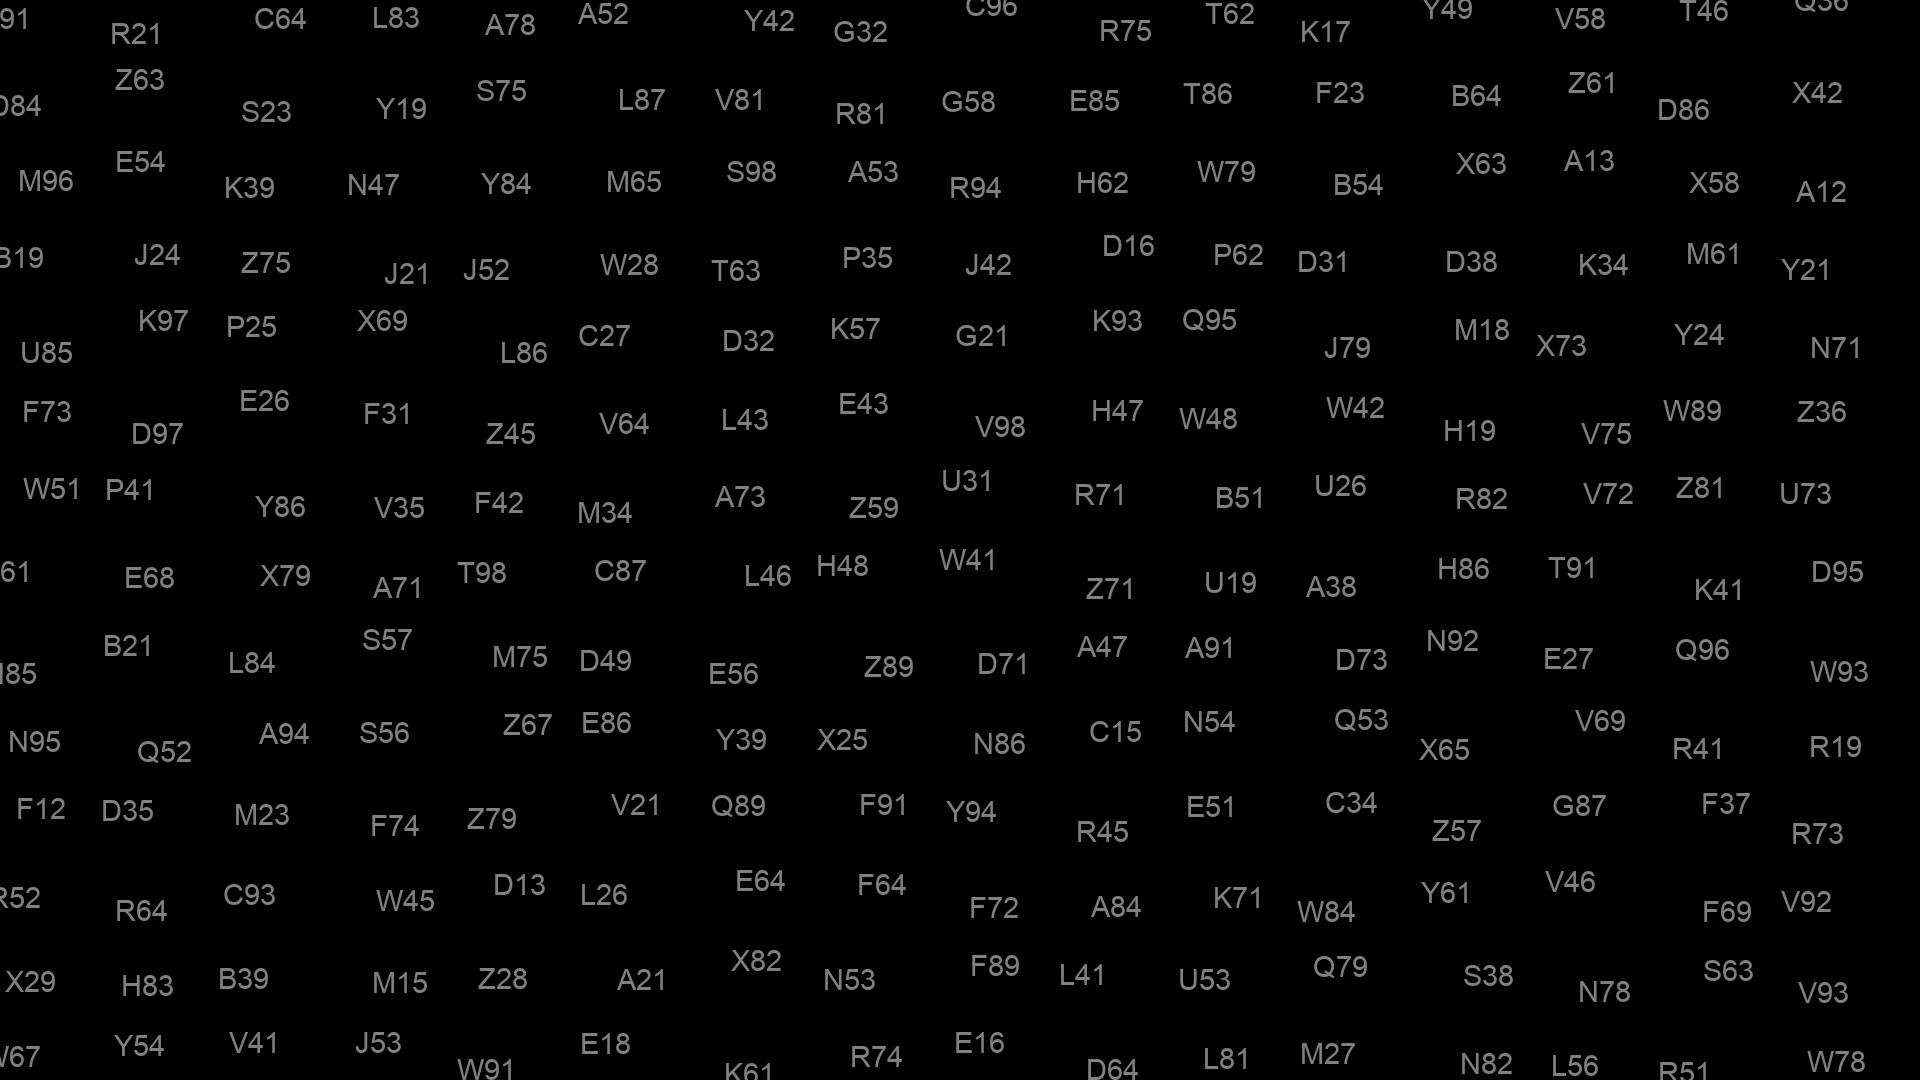 91 R21 C64 L83 A78 A52 Y42 G32 C96 R75 T62 K17 Y49 V58 T46 Q36
D84 Z63 S23 Y19 S75 L87 V81 R81 G58 E85 T86 F23 B64 Z61 D86 X42
M96 E54 K39 N47 Y84 M65 S98 A53 R94 H62 W79 B54 X63 A13 X58 A12
B19 J24 Z75 J21 J52 W28 T63 P35 J42 D16 P62 D31 D38 K34 M61 Y21
U85 K97 P25 X69 L86 C27 D32 K57 G21 K93 Q95 J79 M18 X73 Y24 N71
F73 D97 E26 F31 Z45 V64 L43 E43 V98 H47 W48 W42 H19 V75 W89 Z36
W51 P41 Y86 V35 F42 M34 A73 Z59 U31 R71 B51 U26 R82 V72 Z81 U73
61 E68 X79 A71 T98 C87 L46 H48 W41 Z71 U19 A38 H86 T91 K41 D95
85 B21 L84 S57 M75 D49 E56 Z89 D71 A47 A91 D73 N92 E27 Q96 W93
N95 Q52 A94 S56 Z67 E86 Y39 X25 N86 C15 N54 Q53 X65 V69 R41 R19
F12 D35 M23 F74 Z79 V21 Q89 F91 Y94 R45 E51 C34 Z57 G87 F37 R73
R52 R64 C93 W45 D13 L26 E64 F64 F72 A84 K71 W84 Y61 V46 F69 V92
X29 H83 B39 M15 Z28 A21 X82 N53 F89 L41 U53 Q79 S38 N78 S63 V93
W67 Y54 V41 J53 W91 E18 K61 R74 E16 D64 L81 M27 N82 L56 R51 W78